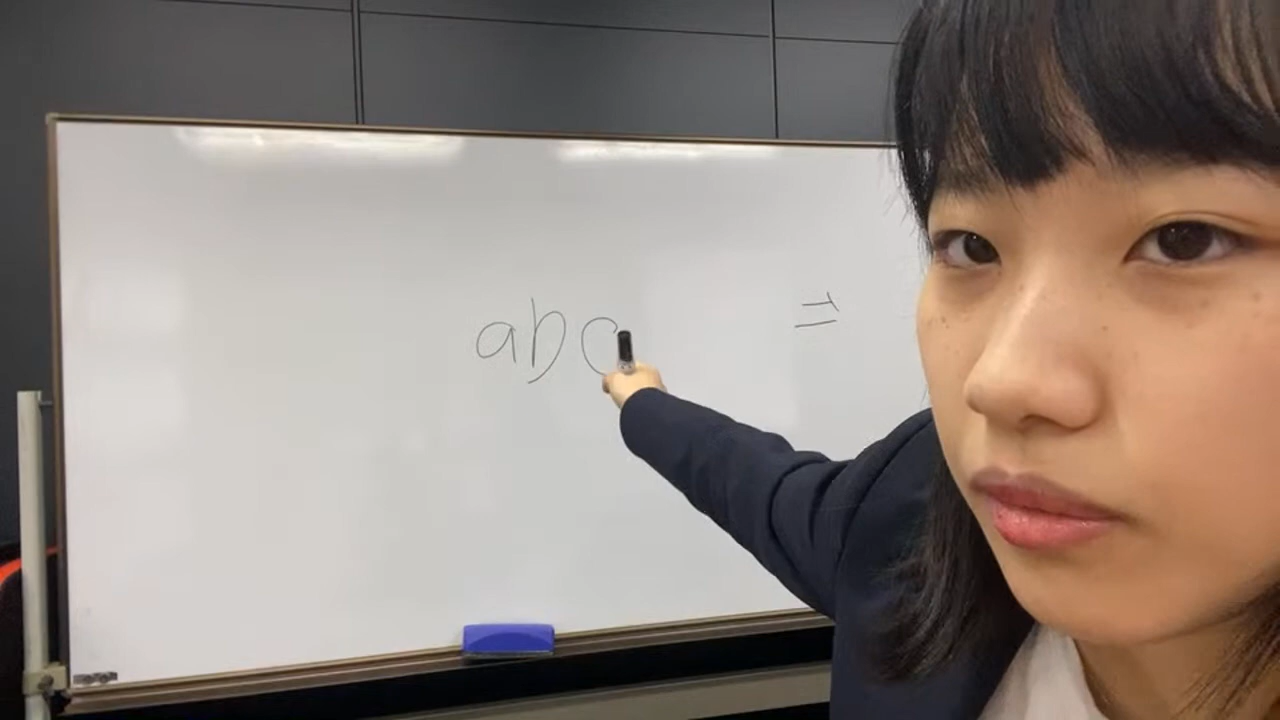 abc =